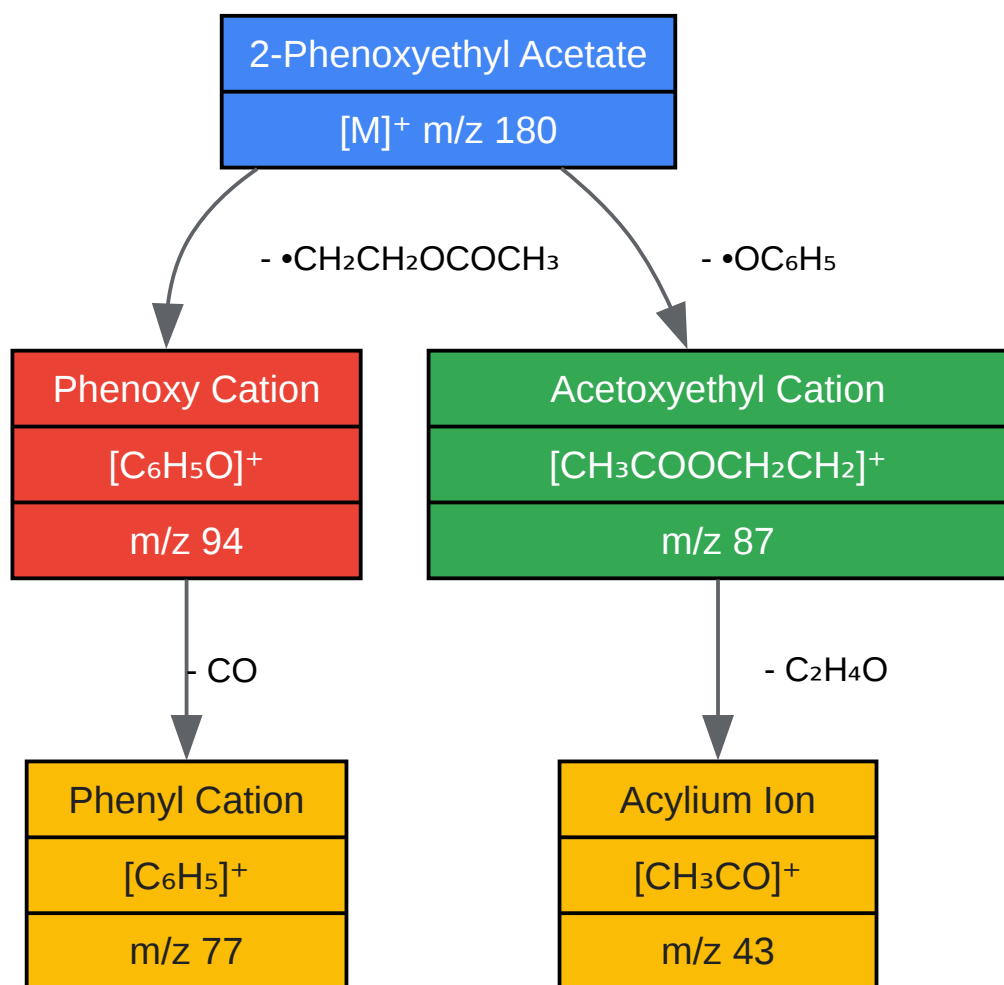 2-Phenoxyethyl Acetate
[M]⁺ m/z 180
- •CH₂CH₂OCOCH₃
- •OC₆H₅
Phenoxy Cation
[C₆H₅O]⁺
m/z 94
Acetoxyethyl Cation
[CH₃COOCH₂CH₂]⁺
m/z 87
- CO
- C₂H₄O
Phenyl Cation
[C₆H₅]⁺
m/z 77
Acylium Ion
[CH₃CO]⁺
m/z 43